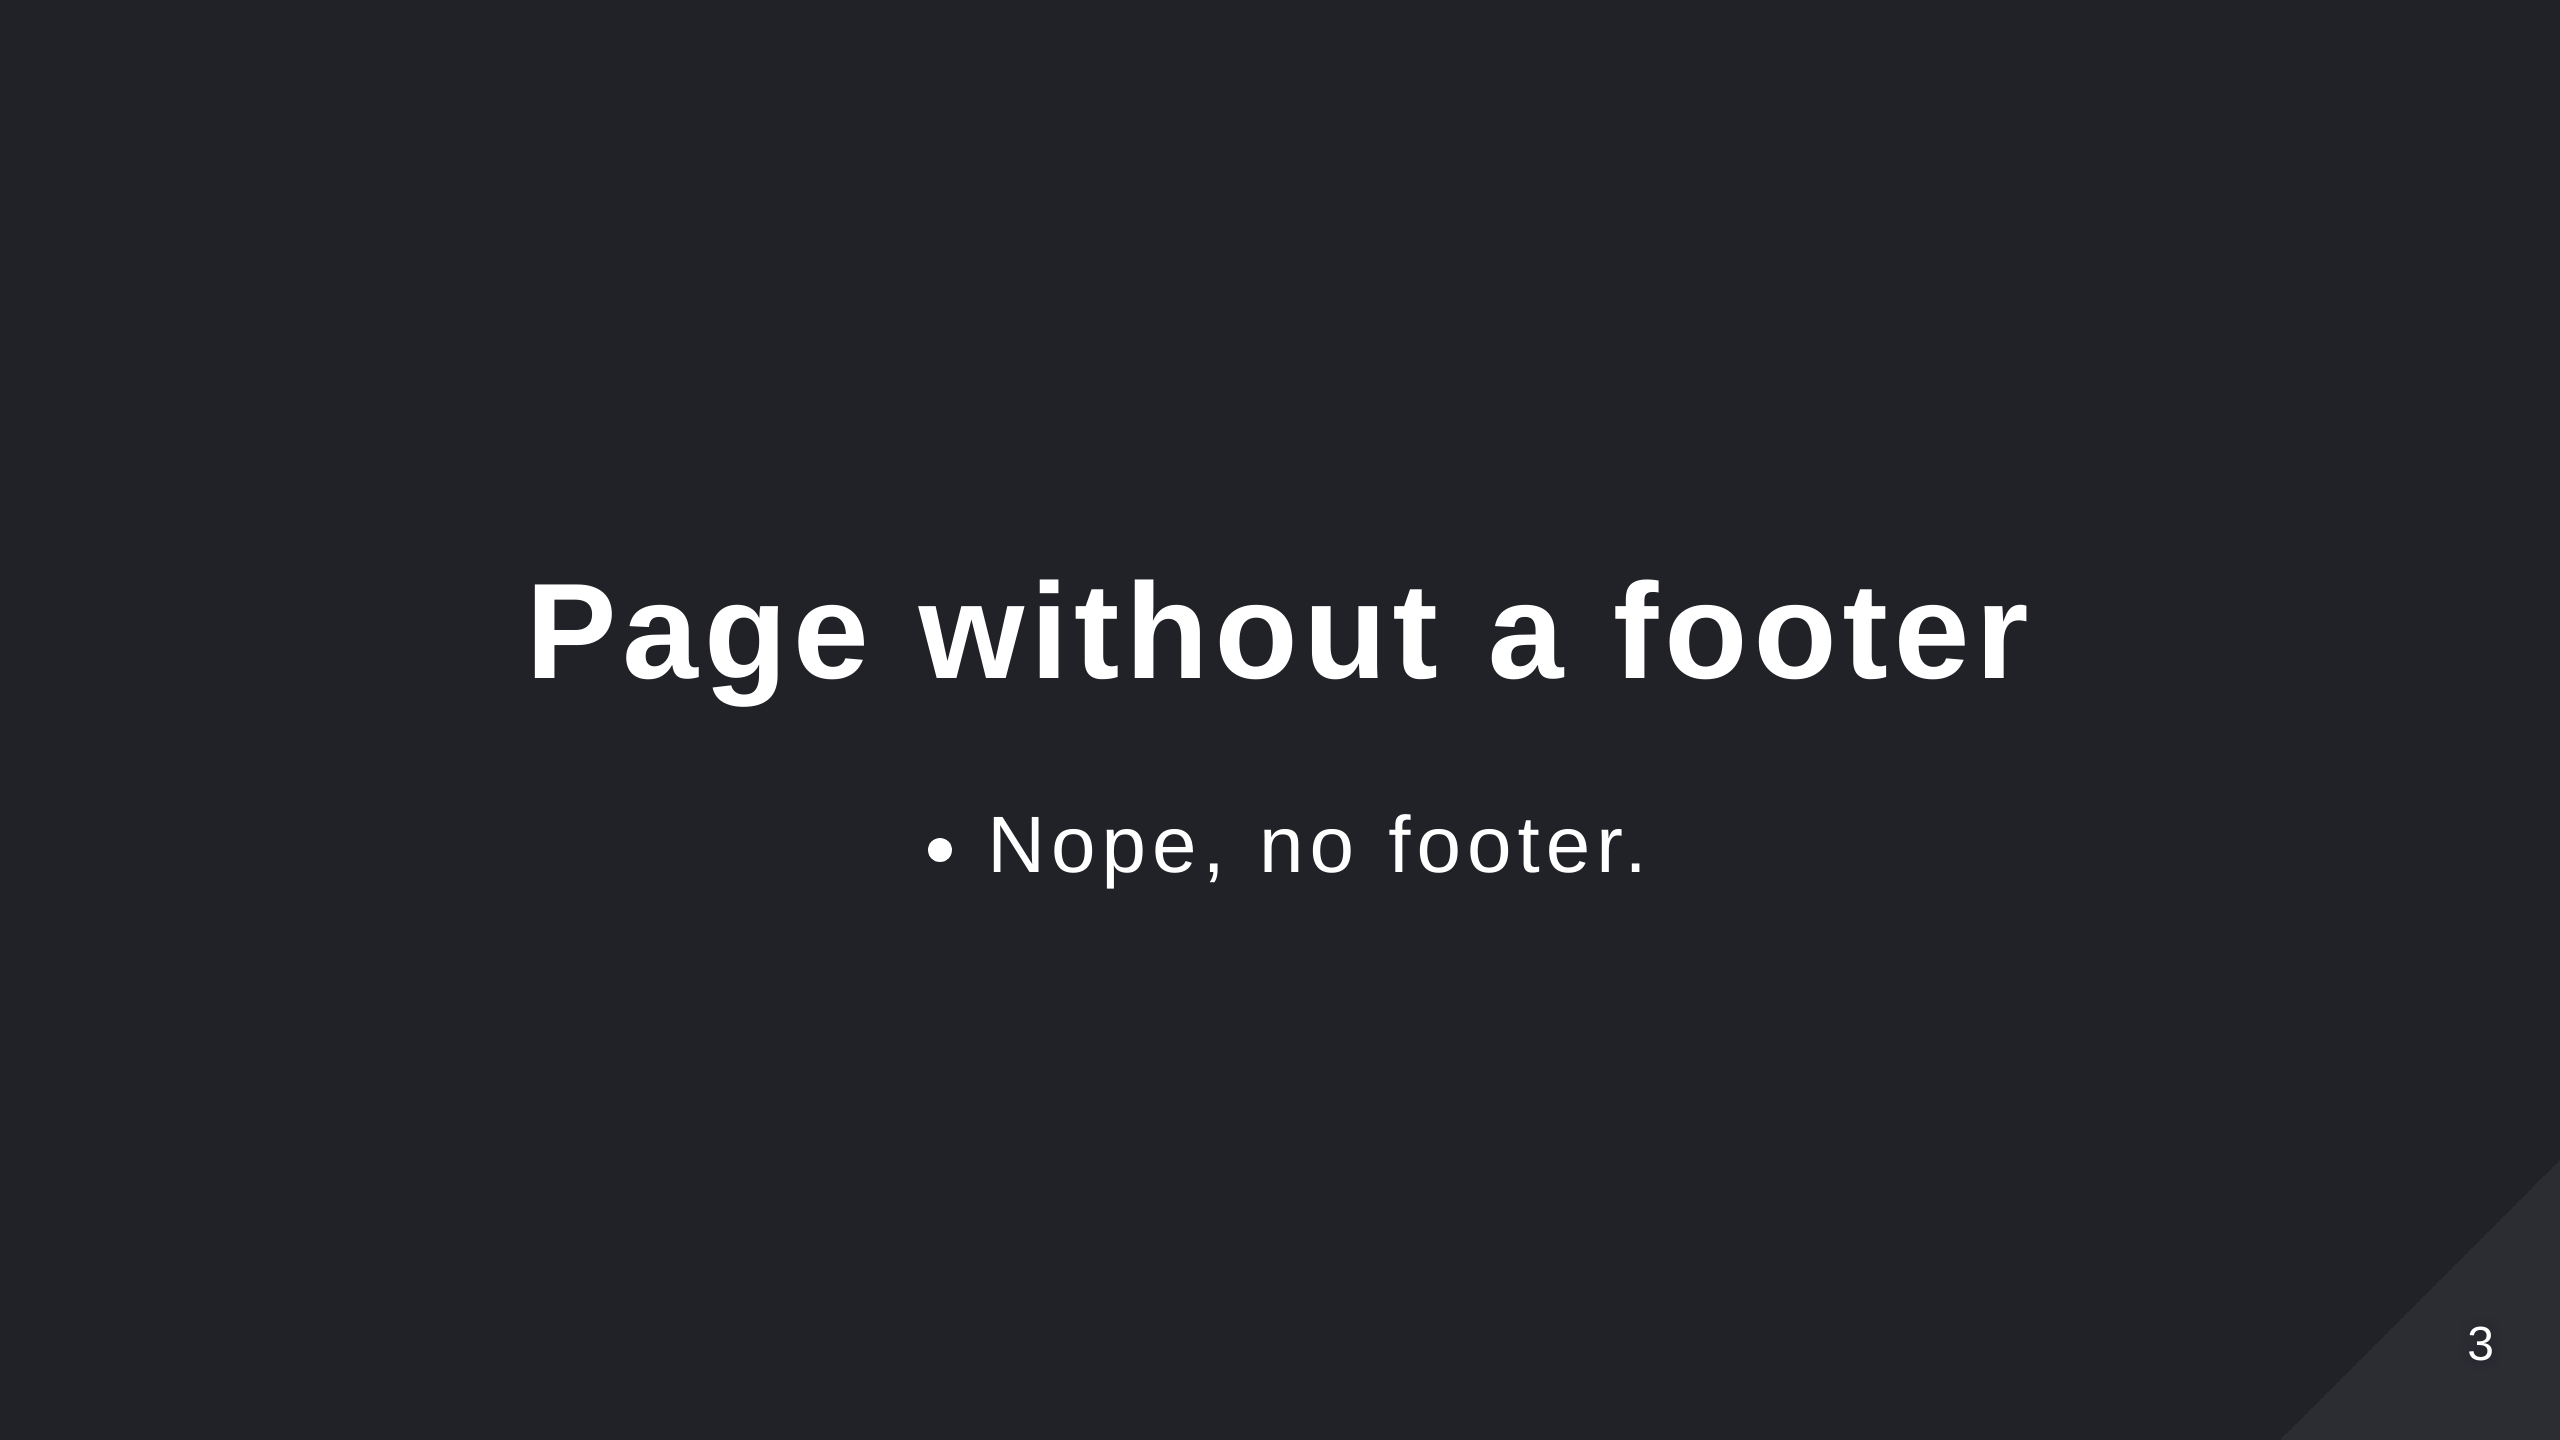 Page without a footer
• Nope, no footer.
3